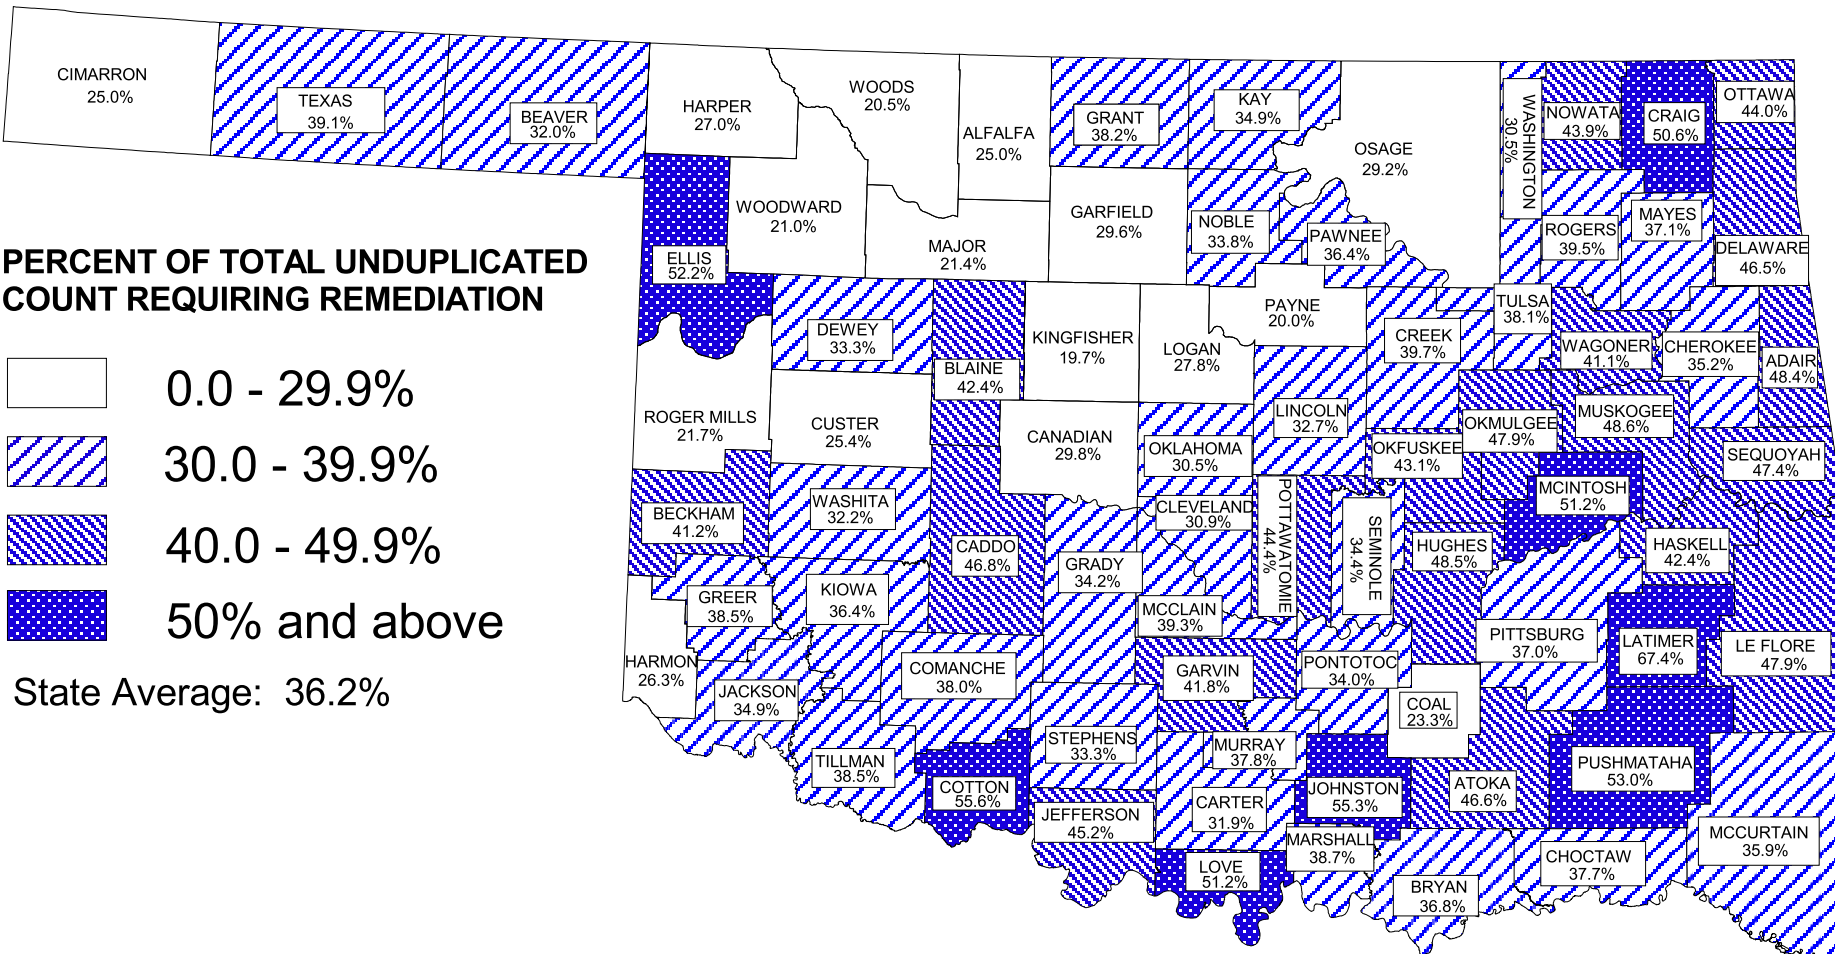 CIMARRON
25.0%
TEXAS
39.1%
BEAVER
32.0%
HARPER
27.0%
WOODS
20.5%
ALFALFA
25.0%
GRANT
38.2%
KAY
34.9%
OSAGE
29.2%
WASHINGTON
30.5%
NOWATA
43.9%
CRAIG
50.6%
OTTAWA
44.0%
ELLIS
52.2%
WOODWARD
21.0%
MAJOR
21.4%
GARFIELD
29.6%
NOBLE
33.8%
PAWNEE
36.4%
ROGERS
39.5%
MAYES
37.1%
DELAWARE
46.5%
PERCENT OF TOTAL UNDUPLICATED
COUNT REQUIRING REMEDIATION
0.0 - 29.9%
30.0 - 39.9%
40.0 - 49.9%
50% and above
State Average: 36.2%
DEWEY
33.3%
BLAINE
42.4%
KINGFISHER
19.7%
LOGAN
27.8%
PAYNE
20.0%
CREEK
39.7%
TULSA
38.1%
WAGONER
41.1%
CHEROKEE
35.2%
ADAIR
48.4%
ROGER MILLS
21.7%
CUSTER
25.4%
CANADIAN
29.8%
OKLAHOMA
30.5%
LINCOLN
32.7%
OKFUSKEE
43.1%
OKMULGEE
47.9%
MUSKOGEE
48.6%
SEQUOYAH
47.4%
BECKHAM
41.2%
WASHITA
32.2%
CADDO
46.8%
GRADY
34.2%
CLEVELAND
30.9%
POTTAWATOMIE
44.4%
SEMINOLE
34.4%
HUGHES
48.5%
MCINTOSH
51.2%
HASKELL
42.4%
GREER
38.5%
KIOWA
36.4%
MCCLAIN
39.3%
HARMON
26.3%
JACKSON
34.9%
COMANCHE
38.0%
GARVIN
41.8%
PONTOTOC
34.0%
PITTSBURG
37.0%
LATIMER
67.4%
LE FLORE
47.9%
COAL
23.3%
TILLMAN
38.5%
COTTON
55.6%
STEPHENS
33.3%
MURRAY
37.8%
JOHNSTON
55.3%
ATOKA
46.6%
PUSHMATAHA
53.0%
JEFFERSON
45.2%
CARTER
31.9%
LOVE
51.2%
MARSHALL
38.7%
BRYAN
36.8%
CHOCTAW
37.7%
MCCURTAIN
35.9%